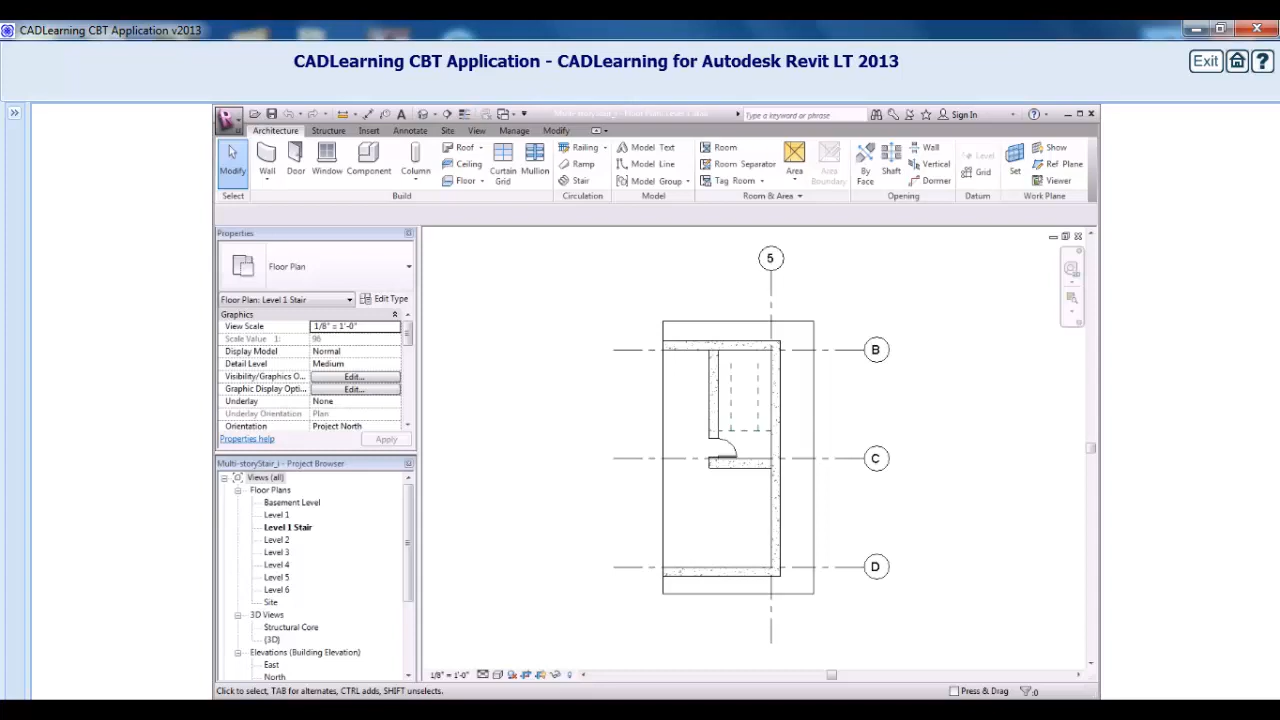 CADLearning CBT Application v2013
CADLearning CBT Application - CADLearning for Autodesk Revit LT 2013
Exit
Type a keyword or phrase
Sign In
Architecture Structure Insert Annotate Site View Manage Modify
Modify Wall Door Window Component Column Roof Ceiling Floor Curtain Grid Mullion
Railing Ramp Stair
Model Text Model Line Model Group
Room Room Separator Tag Room Area Area Boundary
By Face Shaft Wall Vertical Dormer
Level Grid
Set Show Ref Plane Viewer
Select Build Circulation Model Room & Area Opening Datum Work Plane
Properties
Floor Plan
Floor Plan: Level 1 Stair Edit Type
Graphics
View Scale 1/8" = 1'-0"
Scale Value 1: 96
Display Model Normal
Detail Level Medium
Visibility/Graphics O... Edit...
Graphic Display Opti... Edit...
Underlay None
Underlay Orientation Plan
Orientation Project North
Properties help Apply
Multi-storyStair_i - Project Browser
Views (all)
Floor Plans
Basement Level
Level 1
Level 1 Stair
Level 2
Level 3
Level 4
Level 5
Level 6
Site
3D Views
Structural Core
{3D}
Elevations (Building Elevation)
East
North
5
B
C
D
1/8" = 1'-0"
Click to select, TAB for alternates, CTRL adds, SHIFT unselects.
Press & Drag
:0